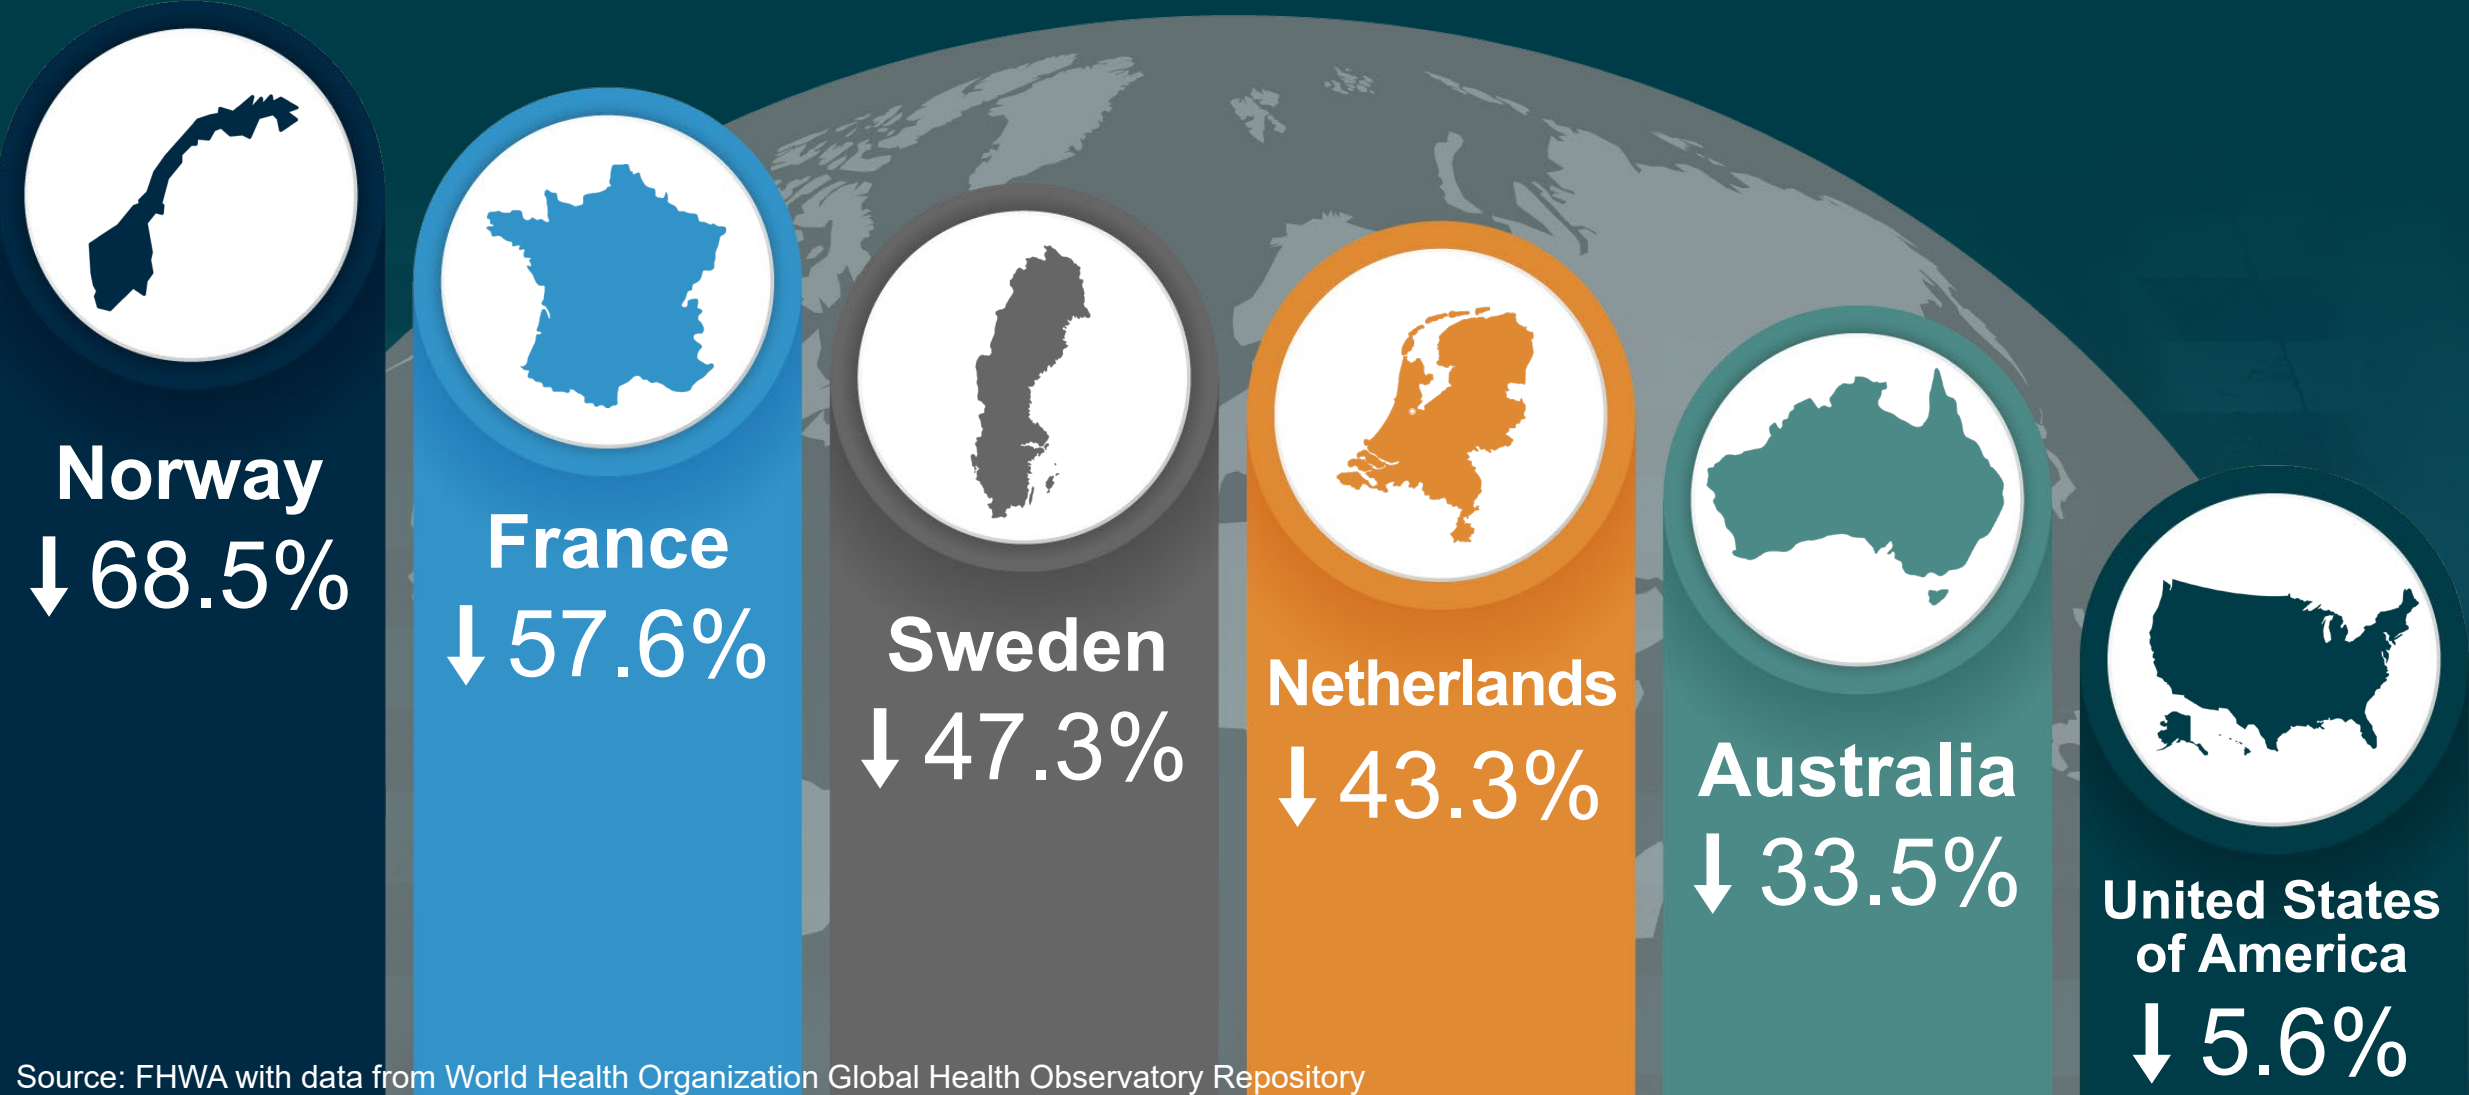 Norway
↓ 68.5%
France
↓ 57.6%
Sweden
↓ 47.3%
Netherlands
↓ 43.3%
Australia
↓ 33.5%
United States
of America
↓ 5.6%
Source: FHWA with data from World Health Organization Global Health Observatory Repository